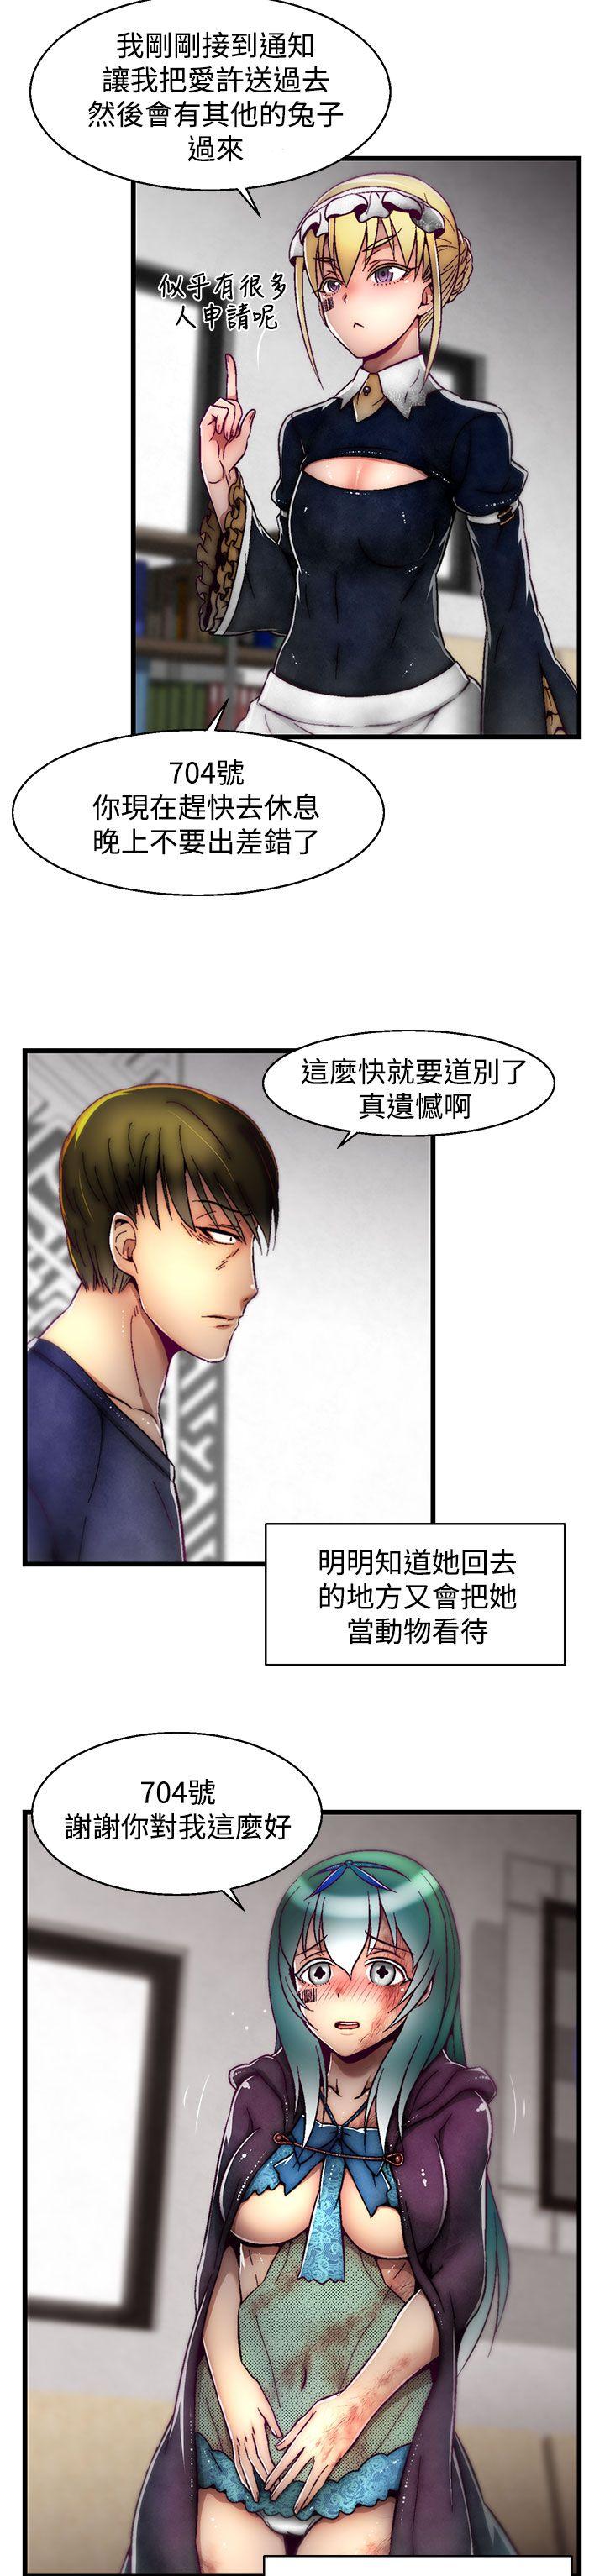 我剛剛接到通知
讓我把愛許送過去
然後會有其他的兔子
過來
似乎有很多
人申請呢
704號
你現在趕快去休息
晚上不要出差錯了
這麼快就要道別了
真遺憾啊
明明知道她回去
的地方又會把她
當動物看待
704號
謝謝你對我這麼好